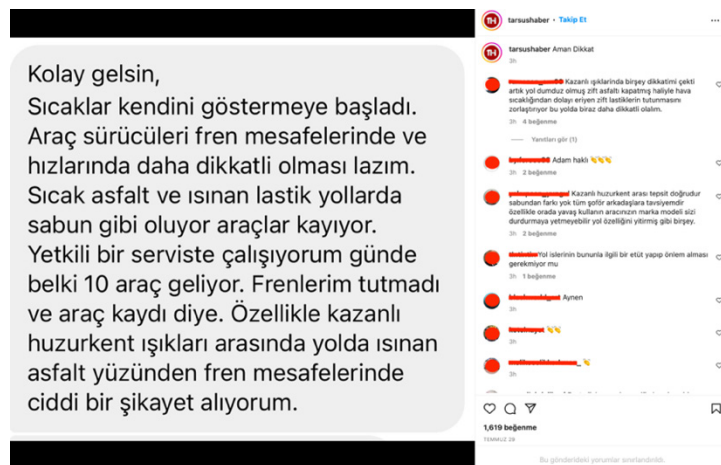 Kolay gelsin,
Sıcaklar kendini göstermeye başladı.
Araç sürücüleri fren mesafelerinde ve
hızlarında daha dikkatli olması lazım.
Sıcak asfalt ve ısınan lastik yollarda
sabun gibi oluyor araçlar kayıyor.
Yetkili bir serviste çalışıyorum günde
belki 10 araç geliyor. Frenlerim tutmadı
ve araç kaydı diye. Özellikle kazanlı
huzurkent ışıkları arasında yolda ısınan
asfalt yüzünden fren mesafelerinde
ciddi bir şikayet alıyorum.
tarsushaber • Takip Et
tarsushaber Aman Dikkat
3h
Kazanlı ışıklarında birşey dikkatimi çekti
artık yol dumduz olmuş zift asfaltı kapatmış haliyle hava
sıcaklığından dolayı eriyen zift lastiklerin tutunmasını
zorlaştırıyor bu yolda biraz daha dikkatli olalım.
3h 4 beğenme
Yanıtları gör (1)
Adam haklı 👏👏👏
3h 2 beğenme
Kazanlı huzurkent arası tepsit doğrudur
sabundan farkı yok tüm şoför arkadaşlara tavsiyemdir
özellikle orada yavaş kullanın aracınızın marka modeli sizi
durdurmaya yetmeyebilir yol özelliğini yitirmiş gibi birşey.
3h 2 beğenme
Yol islerinin bununla ilgili bir etüt yapıp önlem alması
gerekmiyor mu
3h 1 beğenme
Aynen
3h
👏👏
3h
👏
3h
1,619 beğenme
TEMMUZ 29
Bu gönderideki yorumlar sınırlandırıldı.